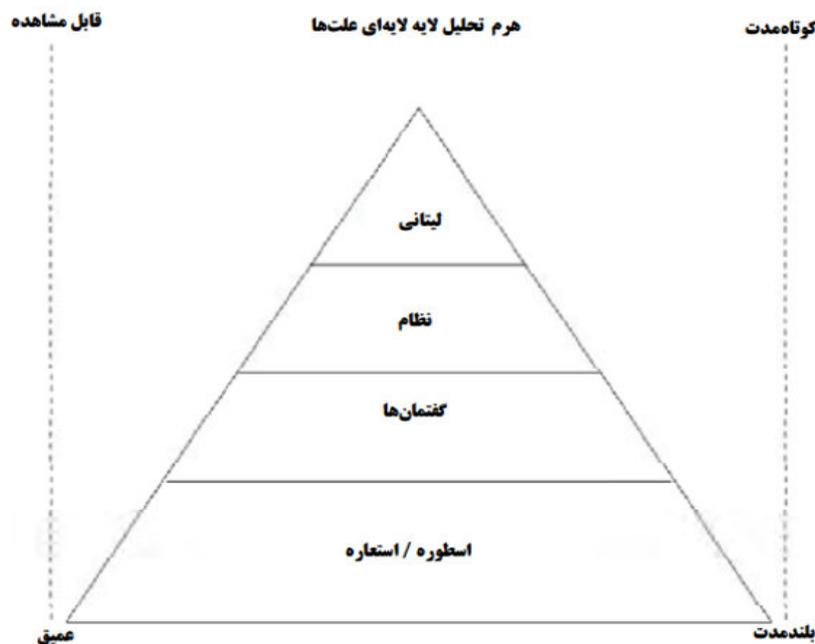 کوتاه‌مدت
هرم تحلیل لایه لایه‌ای علت‌ها
قابل مشاهده
لیتانی
نظام
گفتمان‌ها
اسطوره / استعاره
بلندمدت
عمیق